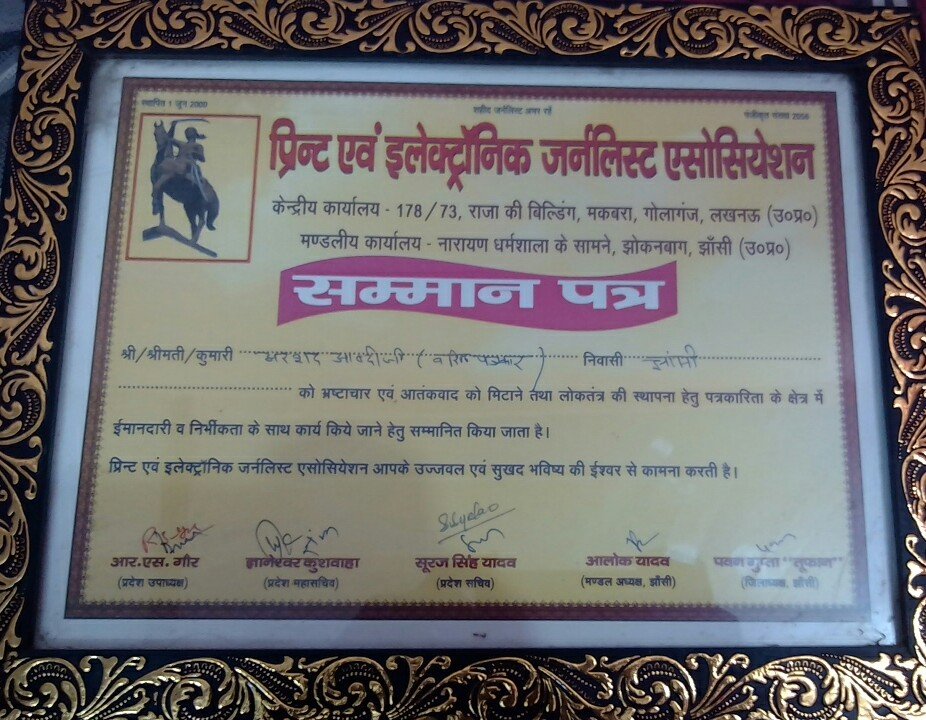 स्थापित 1 जून 2000
शहीद जर्नलिस्ट अमर रहें
पंजीकृत संख्या 2056
प्रिन्ट एवं इलेक्ट्रॉनिक जर्नलिस्ट एसोसियेशन
केन्द्रीय कार्यालय - 178/73, राजा की बिल्डिंग, मकबरा, गोलागंज, लखनऊ (उ०प्र०)
मण्डलीय कार्यालय - नारायण धर्मशाला के सामने, झोकनबाग, झाँसी (उ०प्र०)
सम्मान पत्र
श्री/श्रीमती/कुमारी निवासी झांसी
को भ्रष्टाचार एवं आतंकवाद को मिटाने तथा लोकतंत्र की स्थापना हेतु पत्रकारिता के क्षेत्र में
ईमानदारी व निर्भीकता के साथ कार्य किये जाने हेतु सम्मानित किया जाता है।
प्रिन्ट एवं इलेक्ट्रॉनिक जर्नलिस्ट एसोसियेशन आपके उज्जवल एवं सुखद भविष्य की ईश्वर से कामना करती है।
आर.एस. गौर ज्ञानेश्वर कुशवाहा सूरज सिंह यादव आलोक यादव पवन गुप्ता "तूफान"
(प्रदेश उपाध्यक्ष) (प्रदेश महासचिव) (प्रदेश सचिव) (मण्डल अध्यक्ष, झाँसी) (जिलाध्यक्ष, झाँसी)